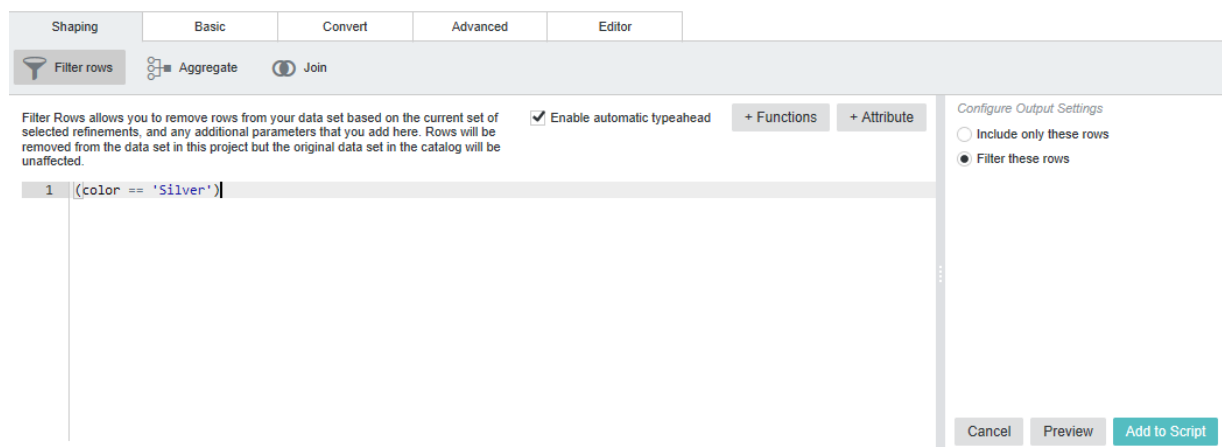 Shaping Basic Convert Advanced Editor
Filter rows Aggregate Join
Filter Rows allows you to remove rows from your data set based on the current set of
selected refinements, and any additional parameters that you add here. Rows will be
removed from the data set in this project but the original data set in the catalog will be
unaffected.
Enable automatic typeahead + Functions + Attribute
Configure Output Settings
Include only these rows
Filter these rows
1 (color == 'Silver')
Cancel Preview Add to Script